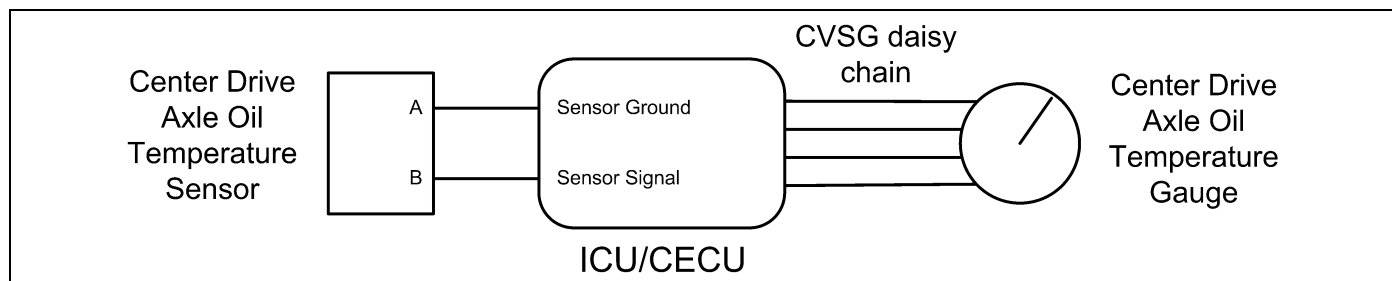 CVSG daisy
chain
Center Drive
Axle Oil
Temperature
Sensor
A
Sensor Ground
B
Sensor Signal
Center Drive
Axle Oil
Temperature
Gauge
ICU/CECU